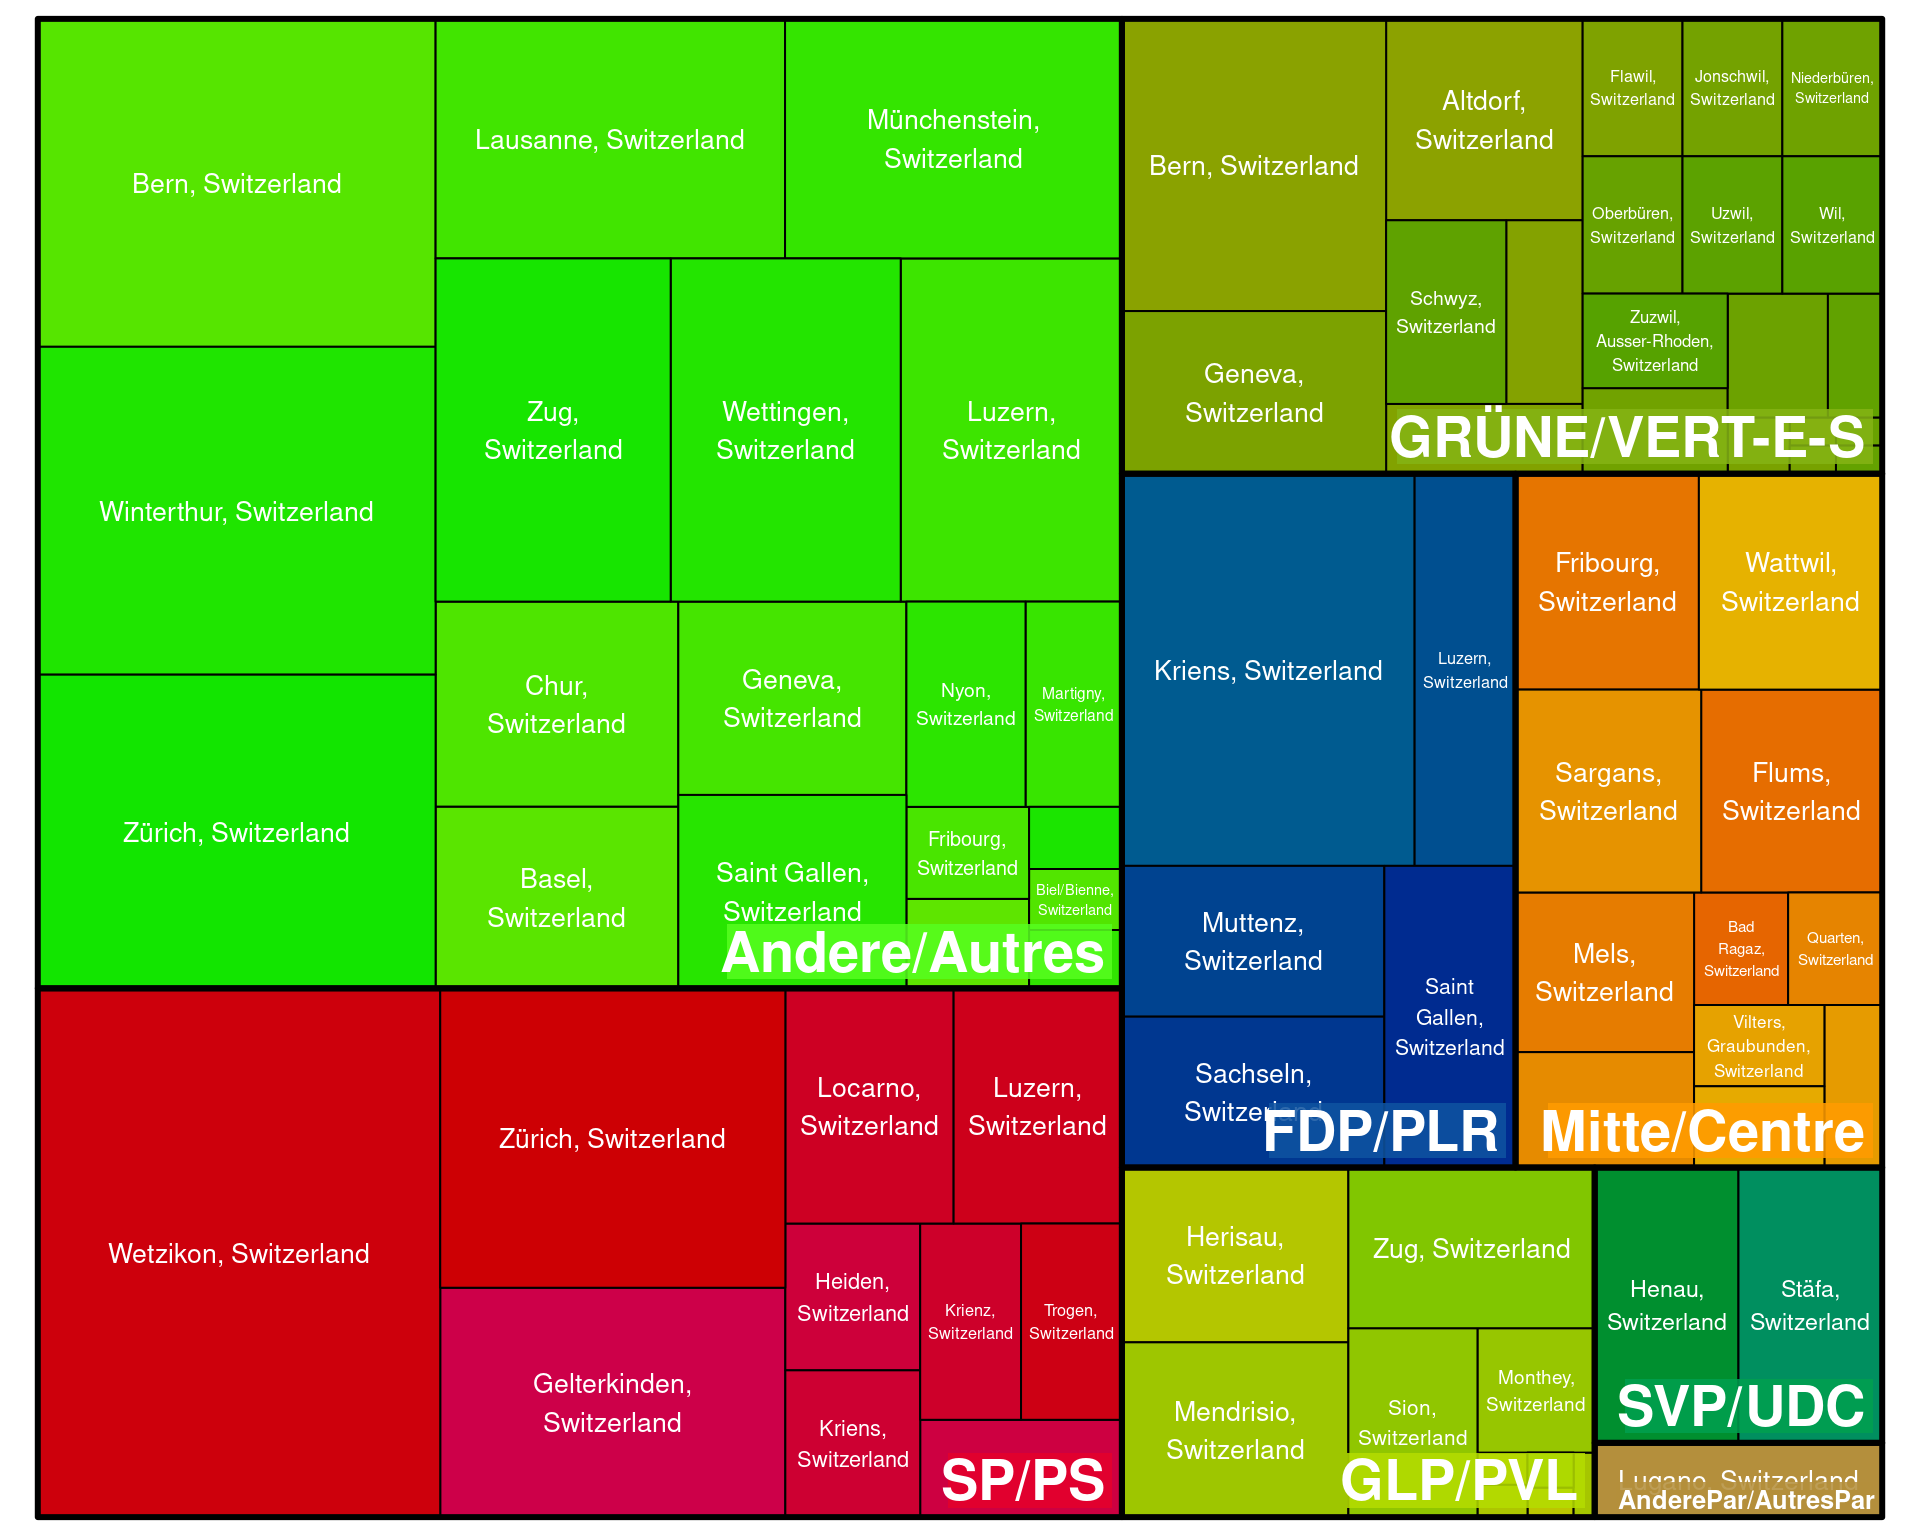 Bern, Switzerland
Winterthur, Switzerland
Zürich, Switzerland
Lausanne, Switzerland
Münchenstein,
Switzerland
Zug,
Switzerland
Wettingen,
Switzerland
Luzern,
Switzerland
Chur,
Switzerland
Basel,
Switzerland
Geneva,
Switzerland
Saint Gallen,
Switzerland
Nyon,
Switzerland
Martigny,
Switzerland
Fribourg,
Switzerland
Biel/Bienne,
Switzerland
Andere/Autres
Wetzikon, Switzerland
Zürich, Switzerland
Gelterkinden,
Switzerland
Locarno,
Switzerland
Luzern,
Switzerland
Heiden,
Switzerland
Kriens,
Switzerland
Krienz,
Switzerland
Trogen,
Switzerland
SP/PS
Bern, Switzerland
Geneva,
Switzerland
Altdorf,
Switzerland
Schwyz,
Switzerland
Flawil,
Switzerland
Jonschwil,
Switzerland
Niederbüren,
Switzerland
Oberbüren,
Switzerland
Uzwil,
Switzerland
Wil,
Switzerland
Zuzwil,
Ausser-Rhoden,
Switzerland
GRÜNE/VERT-E-S
Kriens, Switzerland
Luzern,
Switzerland
Muttenz,
Switzerland
Sachseln,
Switzerland
Saint
Gallen,
Switzerland
FDP/PLR
Fribourg,
Switzerland
Wattwil,
Switzerland
Sargans,
Switzerland
Flums,
Switzerland
Mels,
Switzerland
Bad
Ragaz,
Switzerland
Quarten,
Switzerland
Vilters,
Graubunden,
Switzerland
Mitte/Centre
Herisau,
Switzerland
Mendrisio,
Switzerland
Zug, Switzerland
Sion,
Switzerland
Monthey,
Switzerland
GLP/PVL
Henau,
Switzerland
Stäfa,
Switzerland
SVP/UDC
Lugano, Switzerland
AnderePar/AutresPar